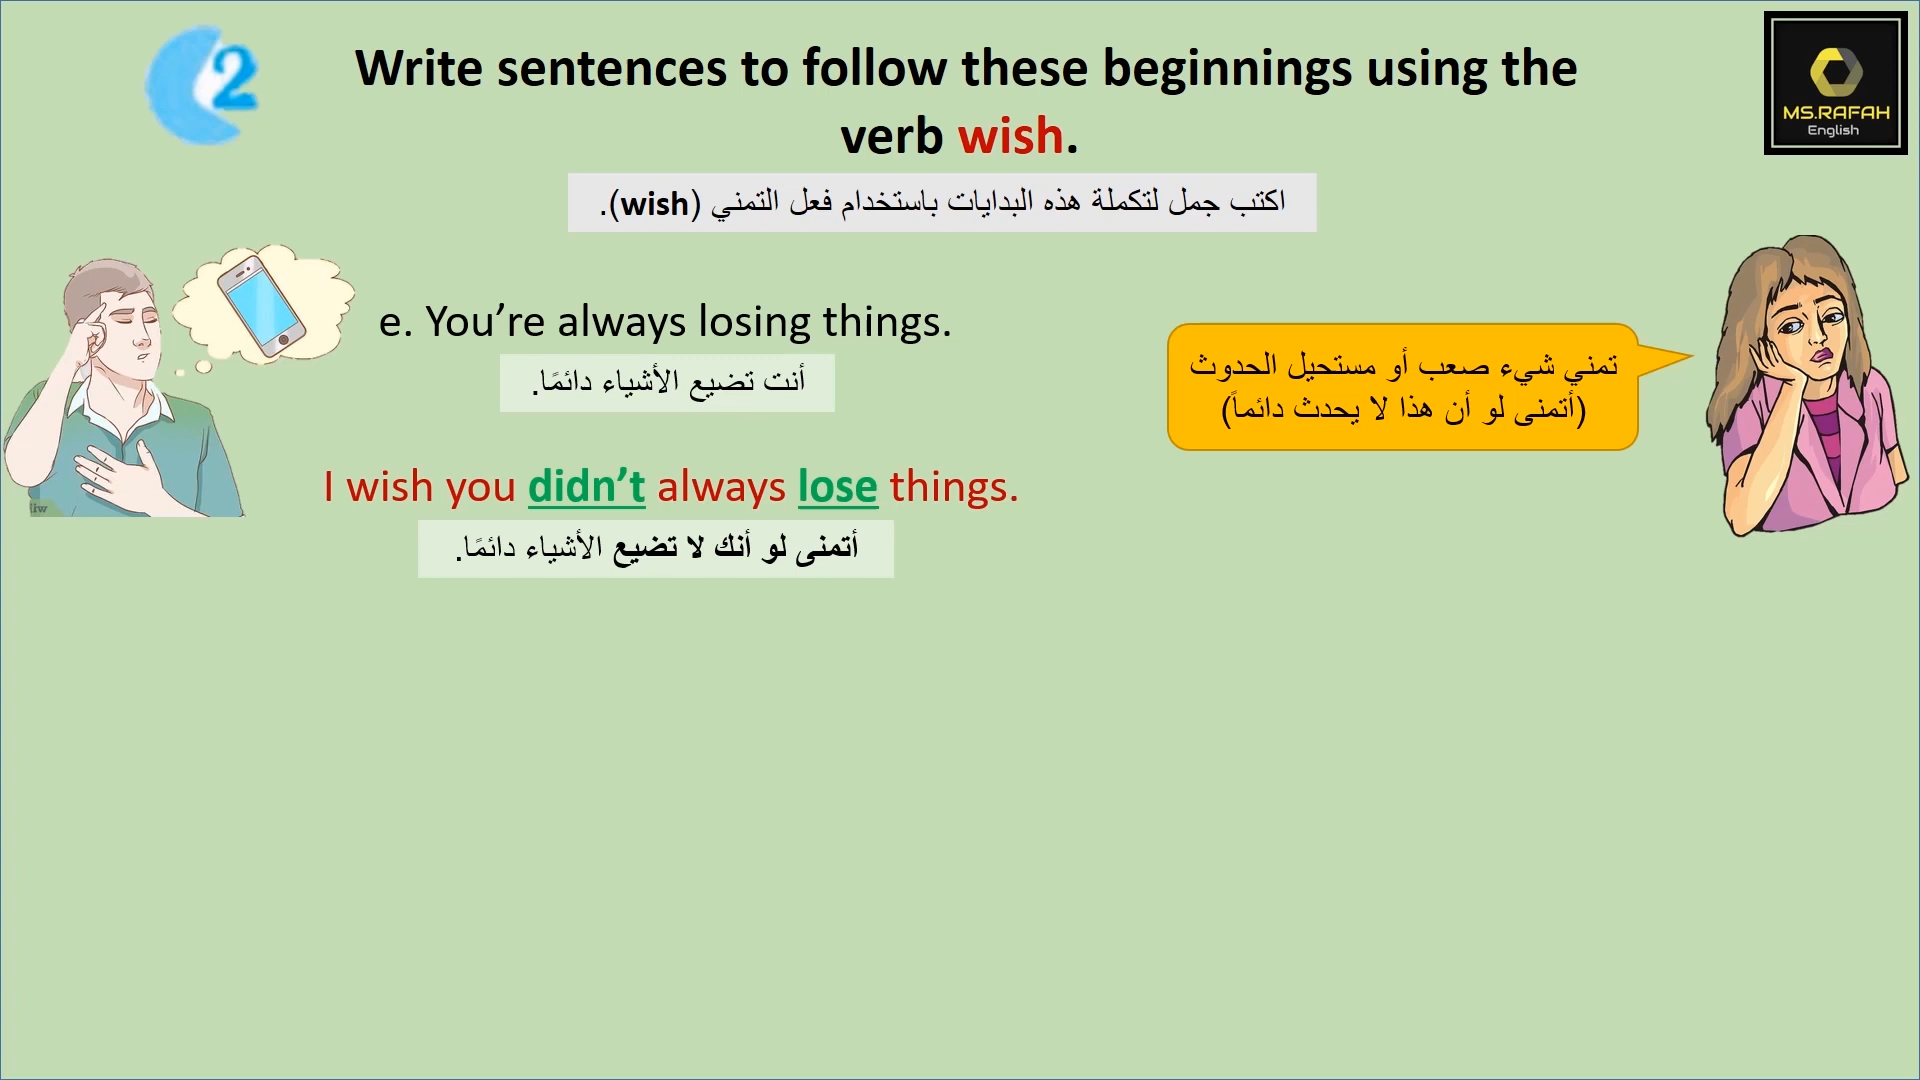 2
Write sentences to follow these beginnings using the
verb wish.
اكتب جمل لتكملة هذه البدايات باستخدام فعل التمني (wish).
MS.RAFAH
English
e. You’re always losing things.
أنت تضيع الأشياء دائمًا.
تمني شيء صعب أو مستحيل الحدوث
(أتمنى لو أن هذا لا يحدث دائماً)
I wish you didn’t always lose things.
أتمنى لو أنك لا تضيع الأشياء دائمًا.